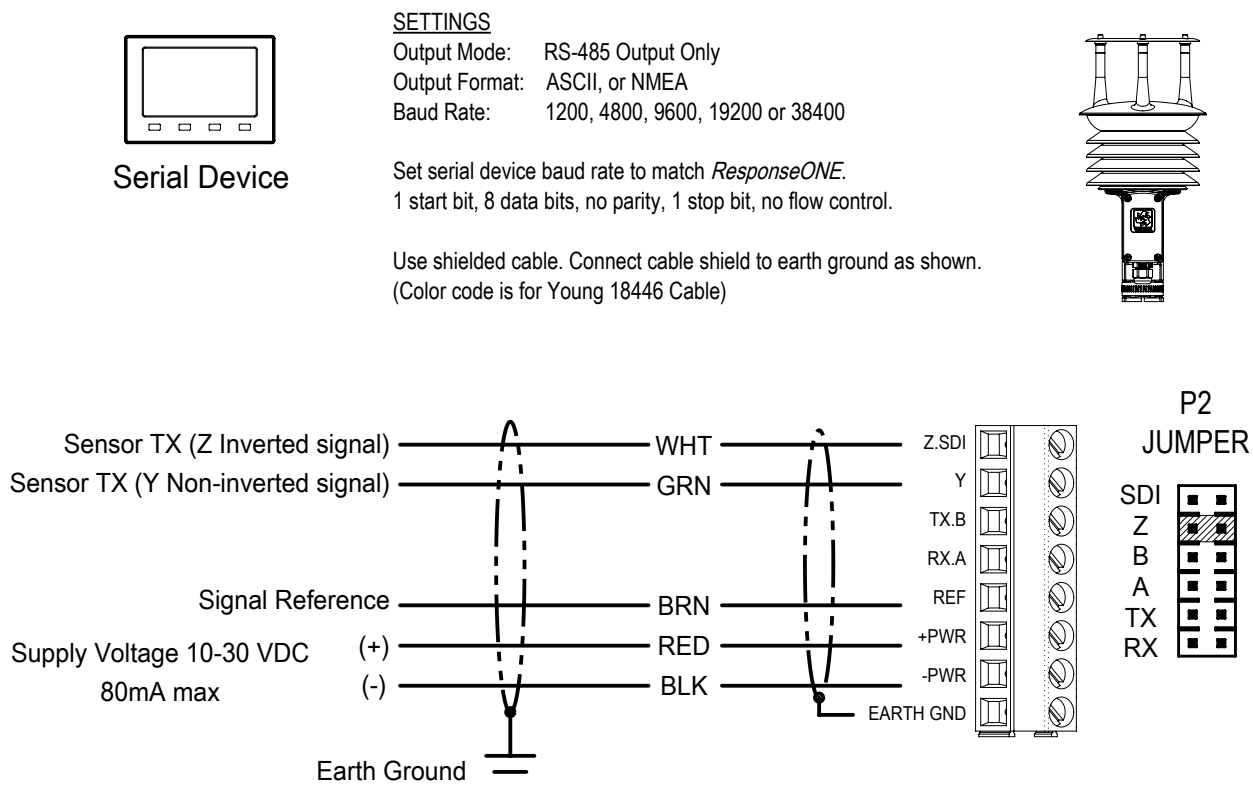 SETTINGS
Output Mode: RS-485 Output Only
Output Format: ASCII, or NMEA
Baud Rate: 1200, 4800, 9600, 19200 or 38400
Serial Device
Set serial device baud rate to match ResponseONE.
1 start bit, 8 data bits, no parity, 1 stop bit, no flow control.
Use shielded cable. Connect cable shield to earth ground as shown.
(Color code is for Young 18446 Cable)
P2
JUMPER
Sensor TX (Z Inverted signal) WHT Z.SDI
Sensor TX (Y Non-inverted signal) GRN Y
TX.B
RX.A
Signal Reference BRN REF
Supply Voltage 10-30 VDC (+) RED +PWR
80mA max (-) BLK -PWR
EARTH GND
Earth Ground
SDI
Z
B
A
TX
RX